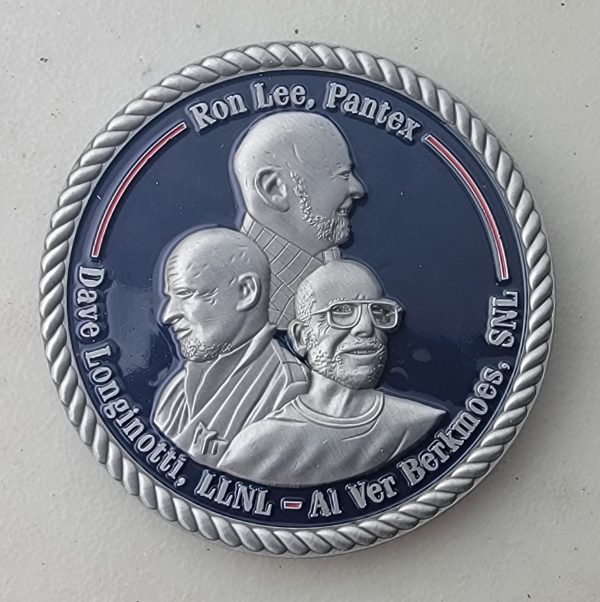 Ron Lee, Pantex
Dave Longinotti, LLNL - Al Ver Berkmoes, SNL